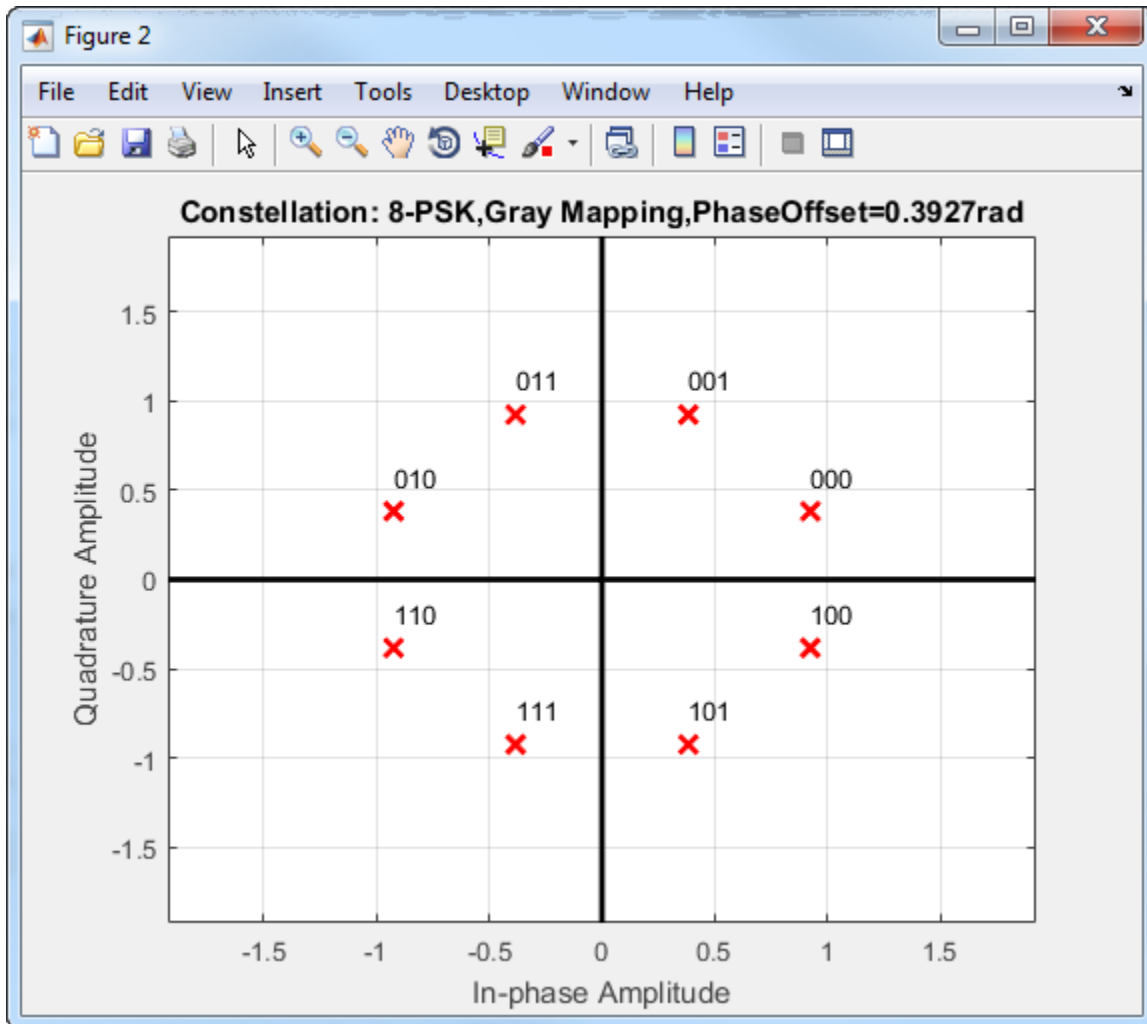 Figure 2
File Edit View Insert Tools Desktop Window Help
Constellation: 8-PSK,Gray Mapping,PhaseOffset=0.3927rad
1.5
011 001
1
010 000
0.5
Quadrature Amplitude
0
110 100
-0.5
111 101
-1
-1.5
-1.5 -1 -0.5 0 0.5 1 1.5
In-phase Amplitude